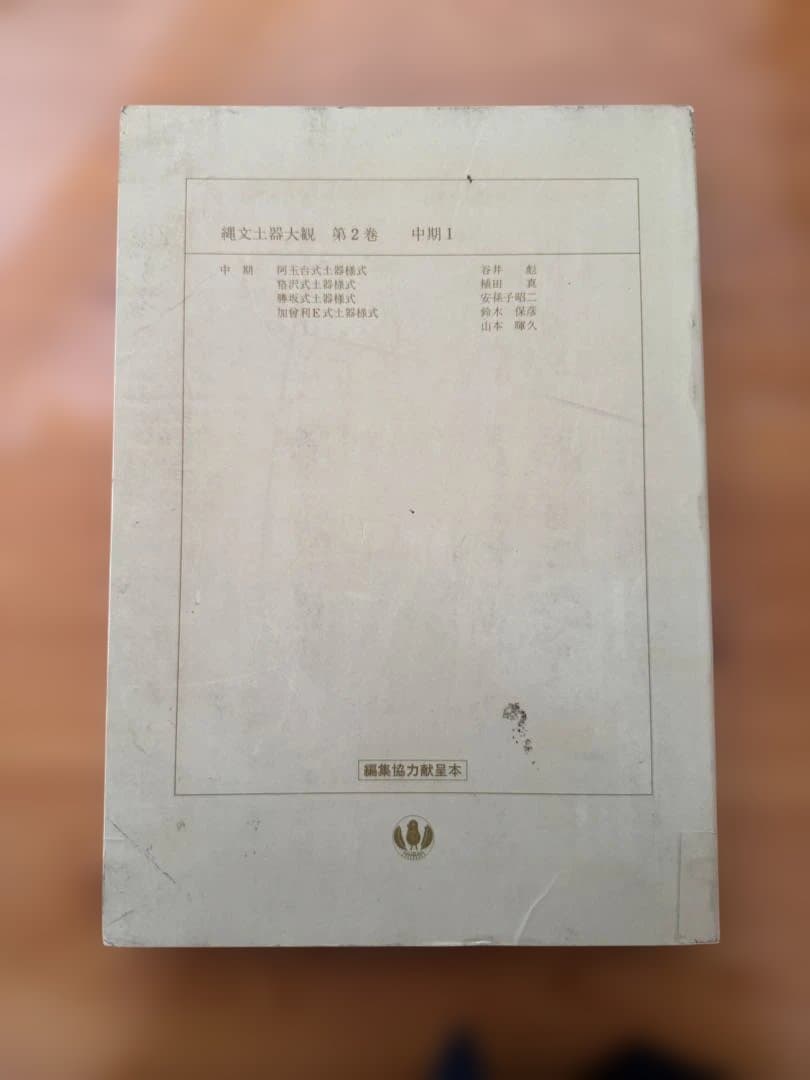 縄文土器大観　第2巻　　中期 I
中　期　阿玉台式土器様式　谷井　彪
狢沢式土器様式　植田　真
勝坂式土器様式　安孫子昭二
加曾利E式土器様式　鈴木　保彦
山本　暉久
編集協力献呈本